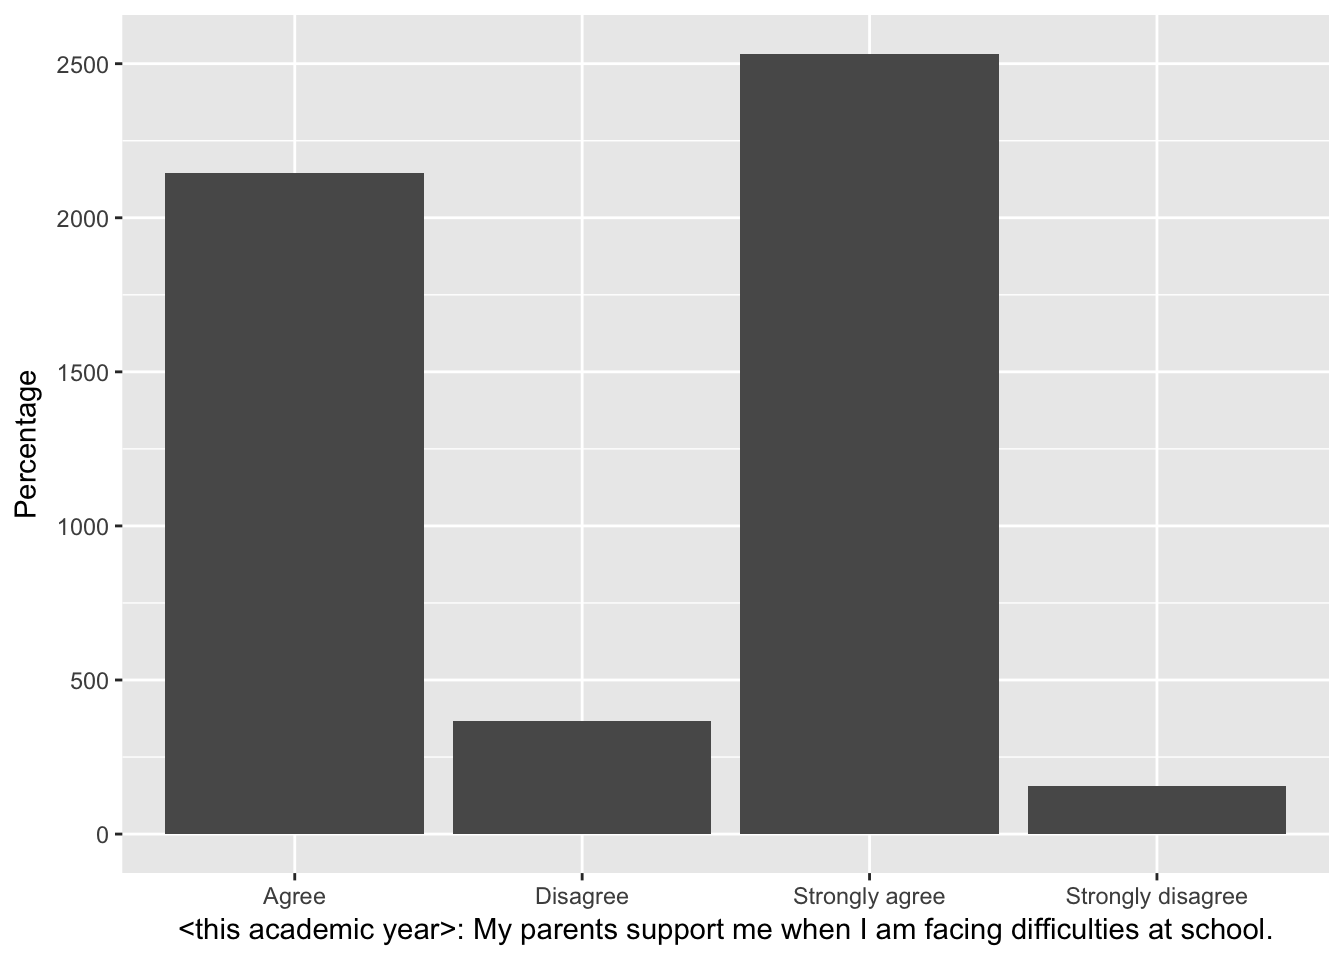 2500
2000
1500
1000
500
0
Percentage
Agree Disagree Strongly agree Strongly disagree
<this academic year>: My parents support me when I am facing difficulties at school.